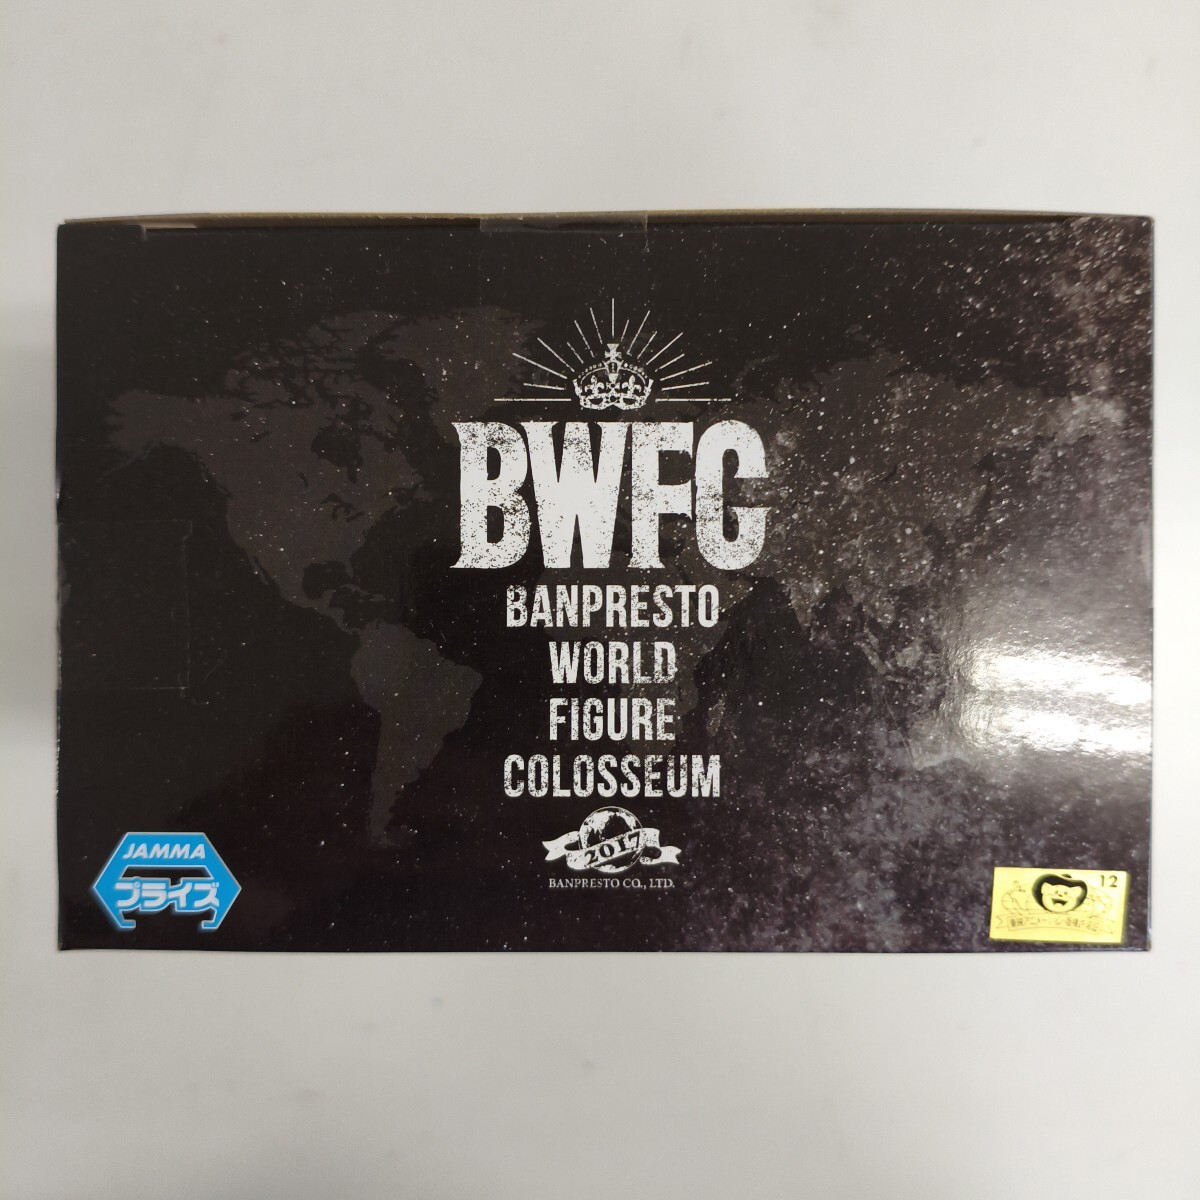 BWFC
BANPRESTO
WORLD
FIGURE
COLOSSEUM
2017
BANPRESTO CO., LTD.
JAMMA
プライズ
12